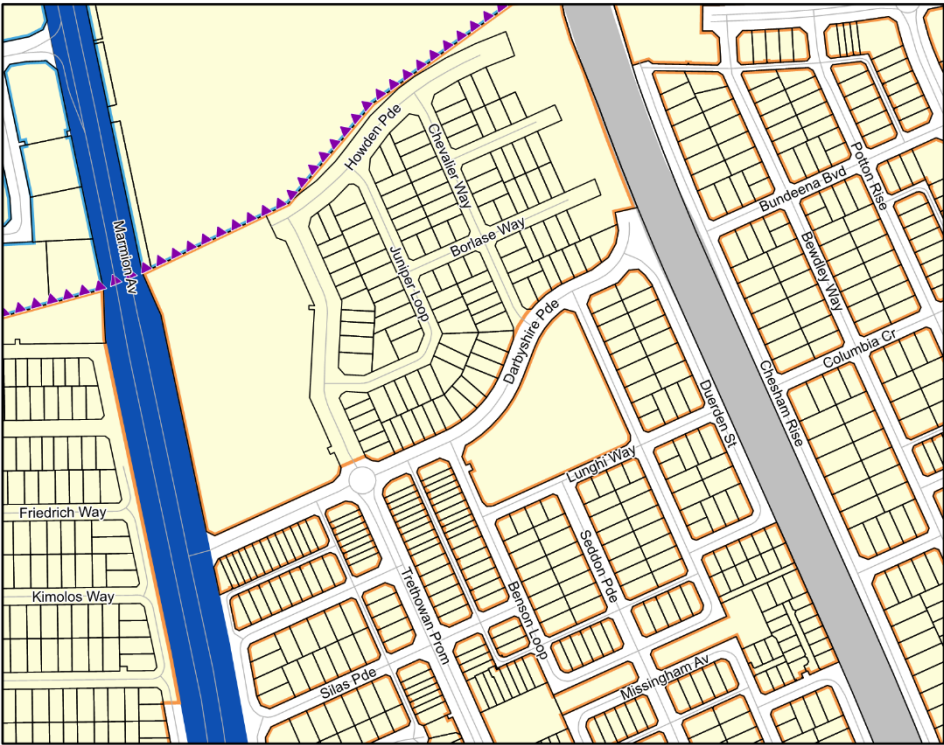 Howden Pde
Chevalier Way
Potton Rise
Bundeena Bvd
Marmion Av
Borlase Way
Bewdley Way
Juniper Loop
Darbyshire Pde
Columbia Cr
Chesham Rise
Duerden St
Lunghi Way
Friedrich Way
Seddon Pde
Trethowan Prom
Benson Loop
Kimolos Way
Silas Pde
Missingham Av